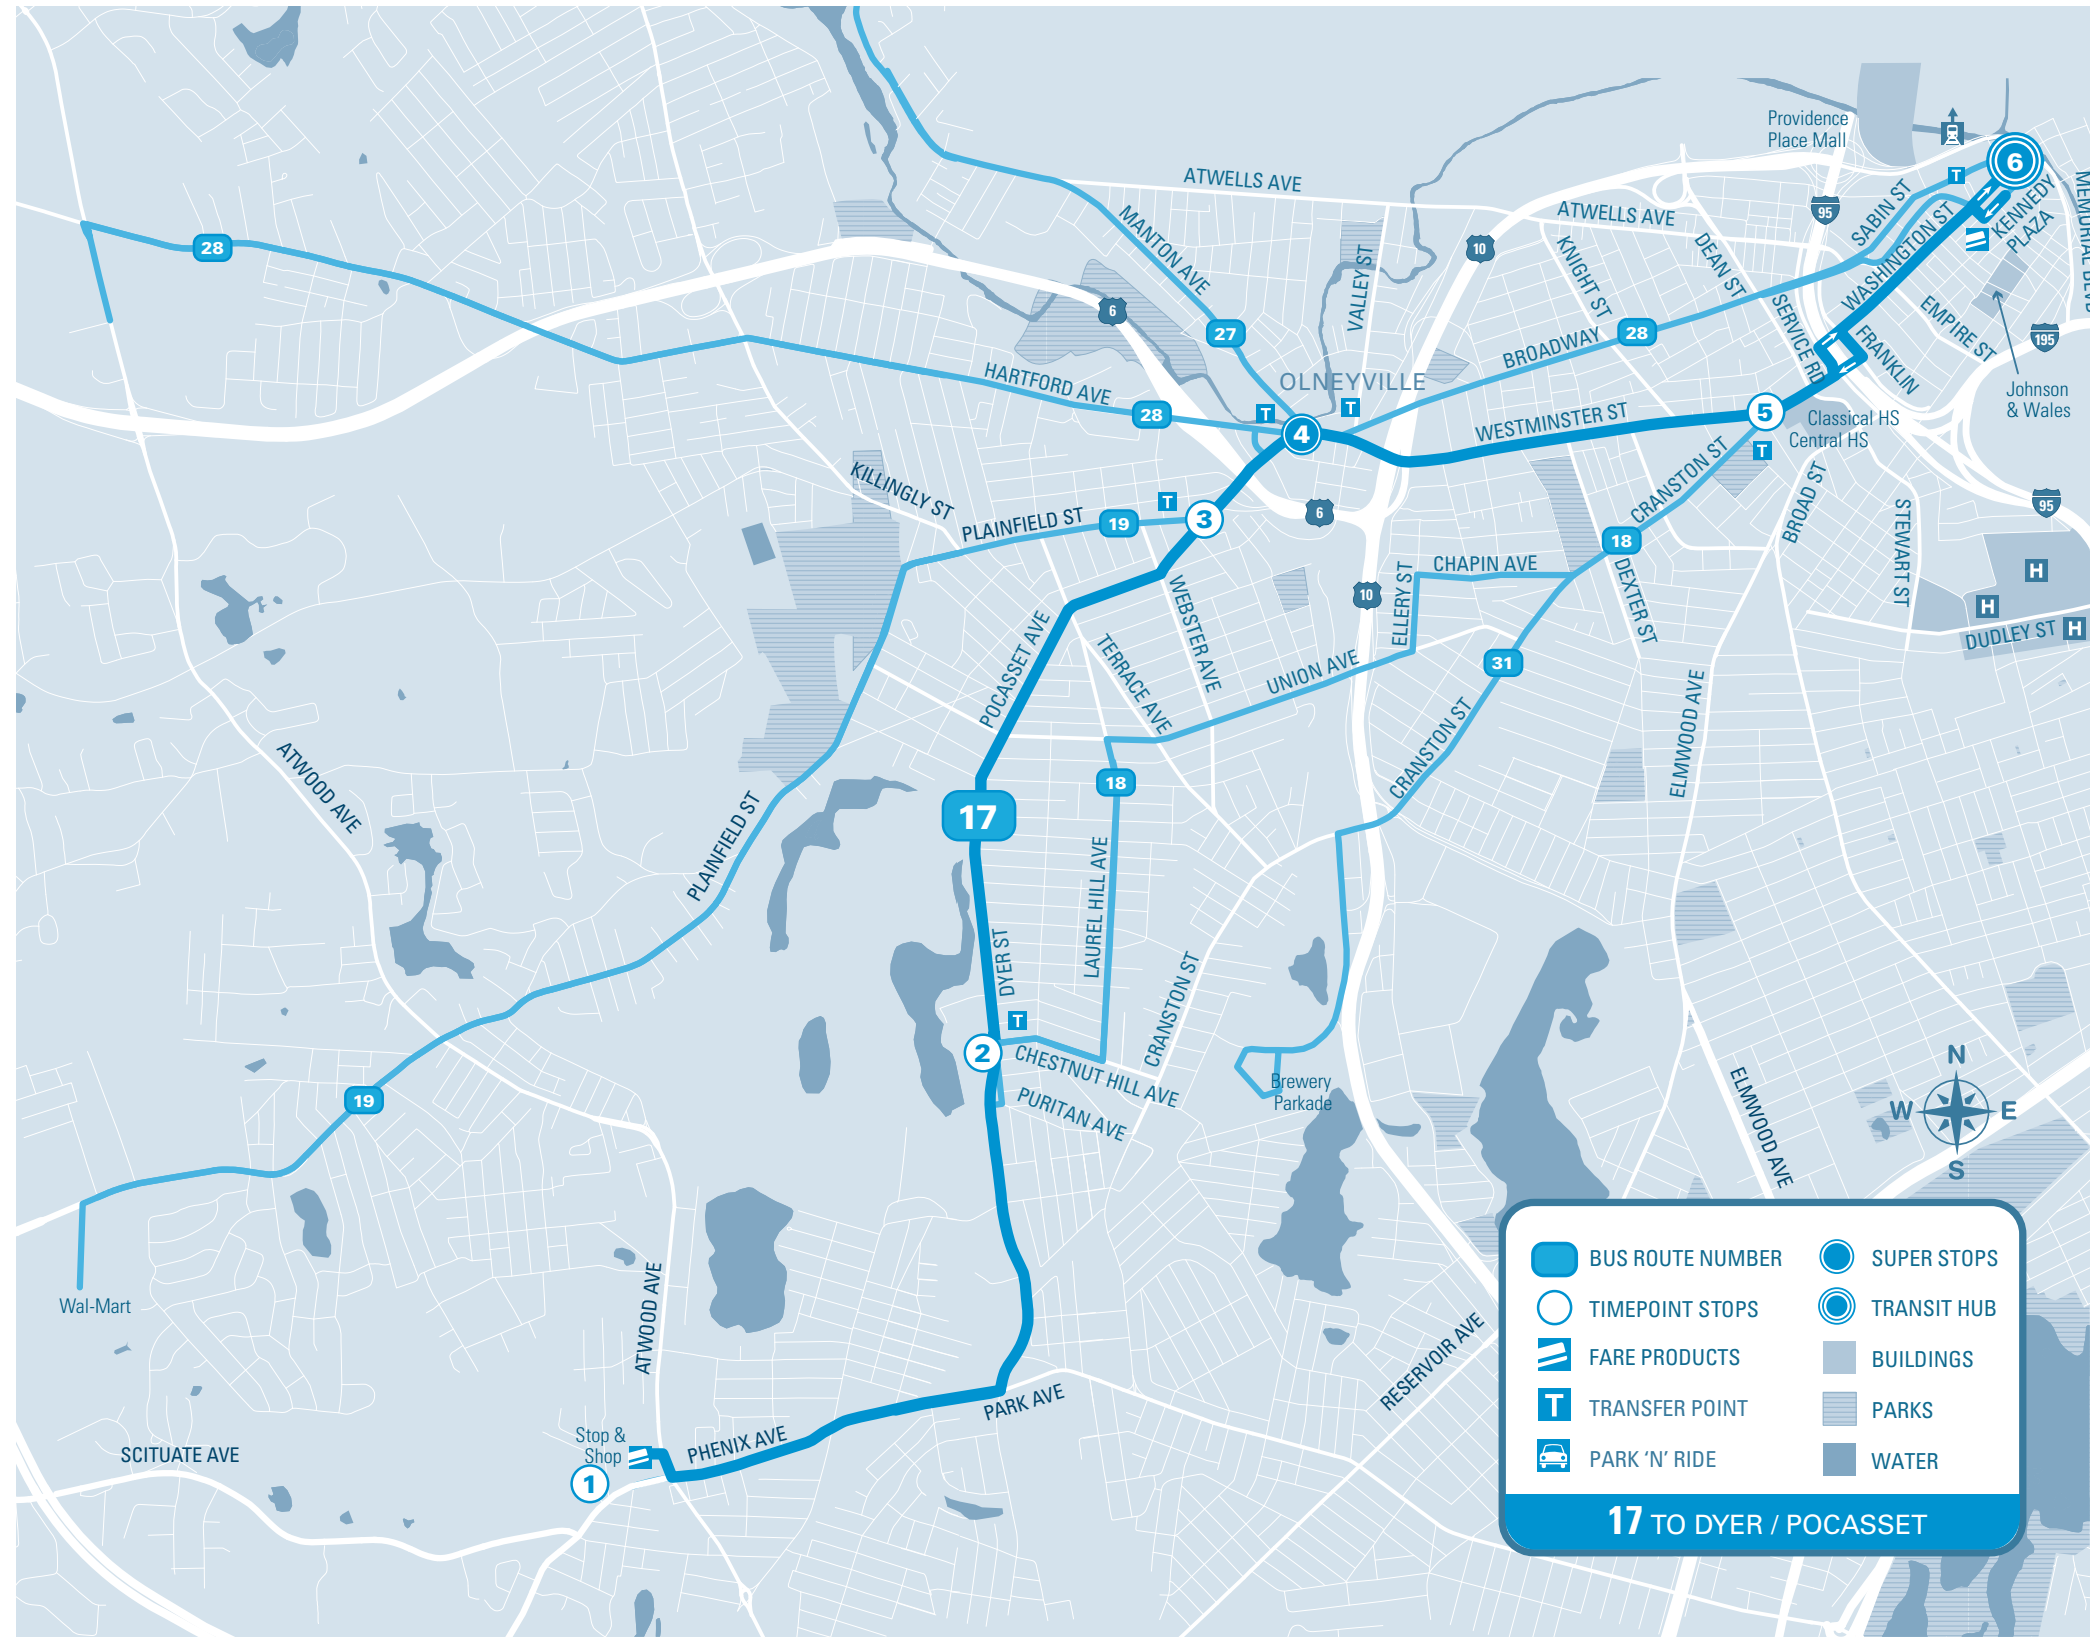 Providence
Place Mall
6
T
KENNEDY
PLAZA
MEMORIAL BLVD
SABIN ST
WASHINGTON ST
95
ATWELLS AVE
ATWELLS AVE
MANTON AVE
VALLEY ST
10
KNIGHT ST
DEAN ST
SERVICE RD
FRANKLIN
EMPIRE ST
195
28
6
27
BROADWAY
28
Johnson
& Wales
HARTFORD AVE
28
T
OLNEYVILLE
T
4
WESTMINSTER ST
5
Classical HS
Central HS
T
CRANSTON ST
BROAD ST
STEWART ST
95
KILLINGLY ST
PLAINFIELD ST
19
T
3
6
18
CHAPIN AVE
ELLERY ST
10
DEXTER ST
H
H
H
DUDLEY ST
POCASSET AVE
WEBSTER AVE
TERRACE AVE
UNION AVE
31
CRANSTON ST
ELMWOOD AVE
ATWOOD AVE
PLAINFIELD ST
17
18
LAUREL HILL AVE
DYER ST
T
2
CHESTNUT HILL AVE
CRANSTON ST
PURITAN AVE
Brewery
Parkade
19
Wal-Mart
ELMWOOD AVE
N
W
E
S
ATWOOD AVE
RESERVOIR AVE
PARK AVE
PHENIX AVE
Stop &
Shop
1
SCITUATE AVE
BUS ROUTE NUMBER
SUPER STOPS
TIMEPOINT STOPS
TRANSIT HUB
FARE PRODUCTS
BUILDINGS
T
TRANSFER POINT
PARKS
PARK ‘N’ RIDE
WATER
17 TO DYER / POCASSET